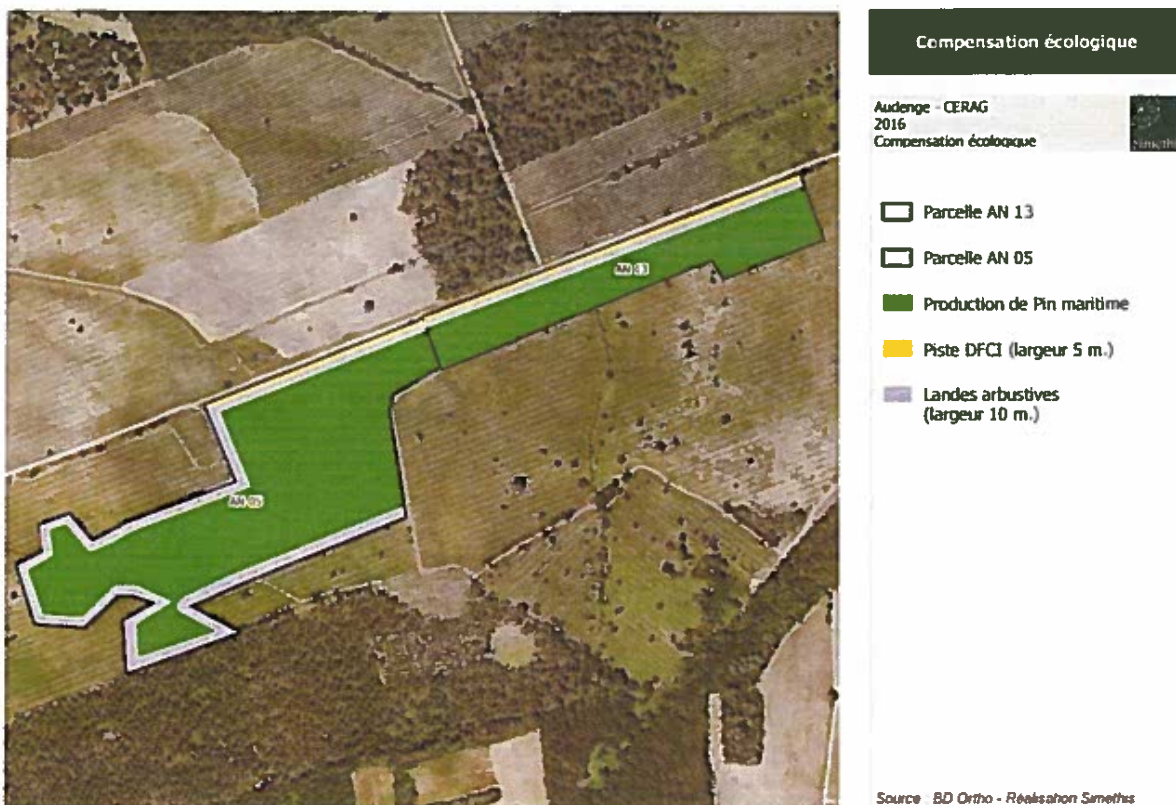 Compensation écologique
Audenge - CERAG
2016
Compensation écologique
Simethis
Parcelle AN 13
Parcelle AN 05
Production de Pin maritime
Piste DFCI (largeur 5 m.)
Landes arbustives
(largeur 10 m.)
AN 13
AN 05
Source : BD Ortho - Réalisation Simethis